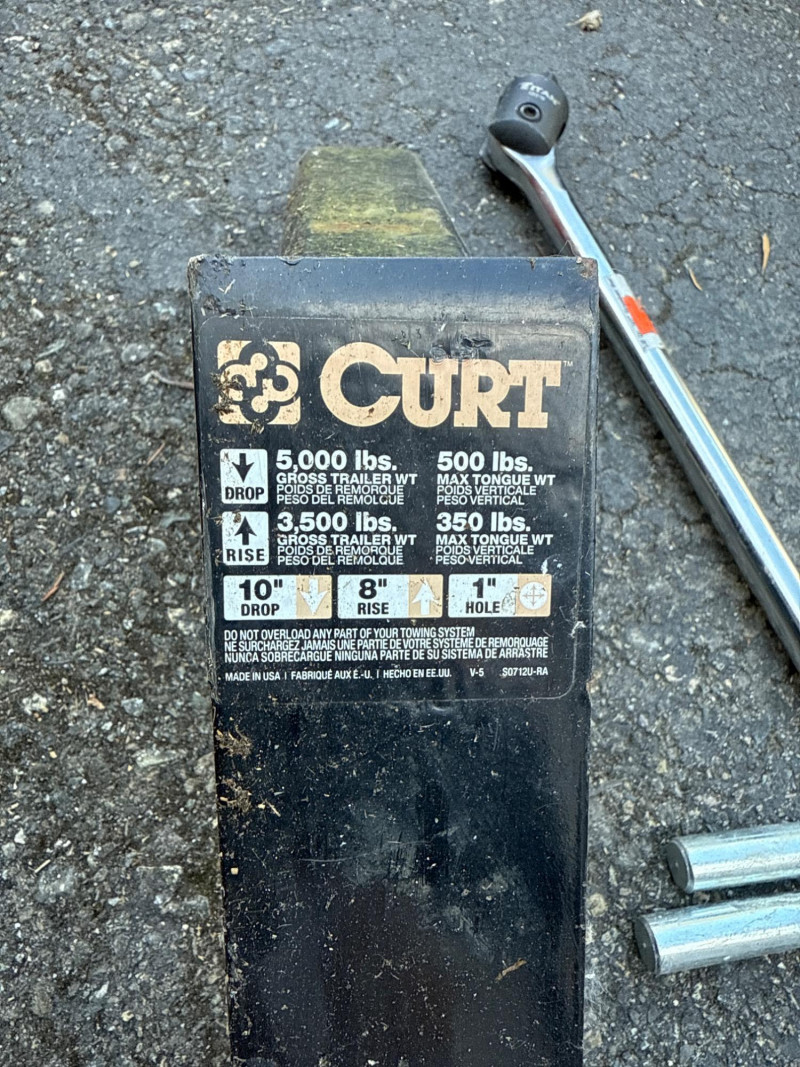 TITAN
CURT™
DROP
5,000 lbs.
GROSS TRAILER WT
POIDS DE REMORQUE
PESO DEL REMOLQUE
500 lbs.
MAX TONGUE WT
POIDS VERTICALE
PESO VERTICAL
RISE
3,500 lbs.
GROSS TRAILER WT
POIDS DE REMORQUE
PESO DEL REMOLQUE
350 lbs.
MAX TONGUE WT
POIDS VERTICALE
PESO VERTICAL
10"
DROP
8"
RISE
1"
HOLE
DO NOT OVERLOAD ANY PART OF YOUR TOWING SYSTEM
NE SURCHARGEZ JAMAIS UNE PARTIE DE VOTRE SYSTEME DE REMORQUAGE
NUNCA SOBRECARGUE NINGUNA PARTE DE SU SISTEMA DE ARRASTRE
MADE IN USA | FABRIQUÉ AUX É.-U. | HECHO EN EE.UU. V-5 S0712U-RA